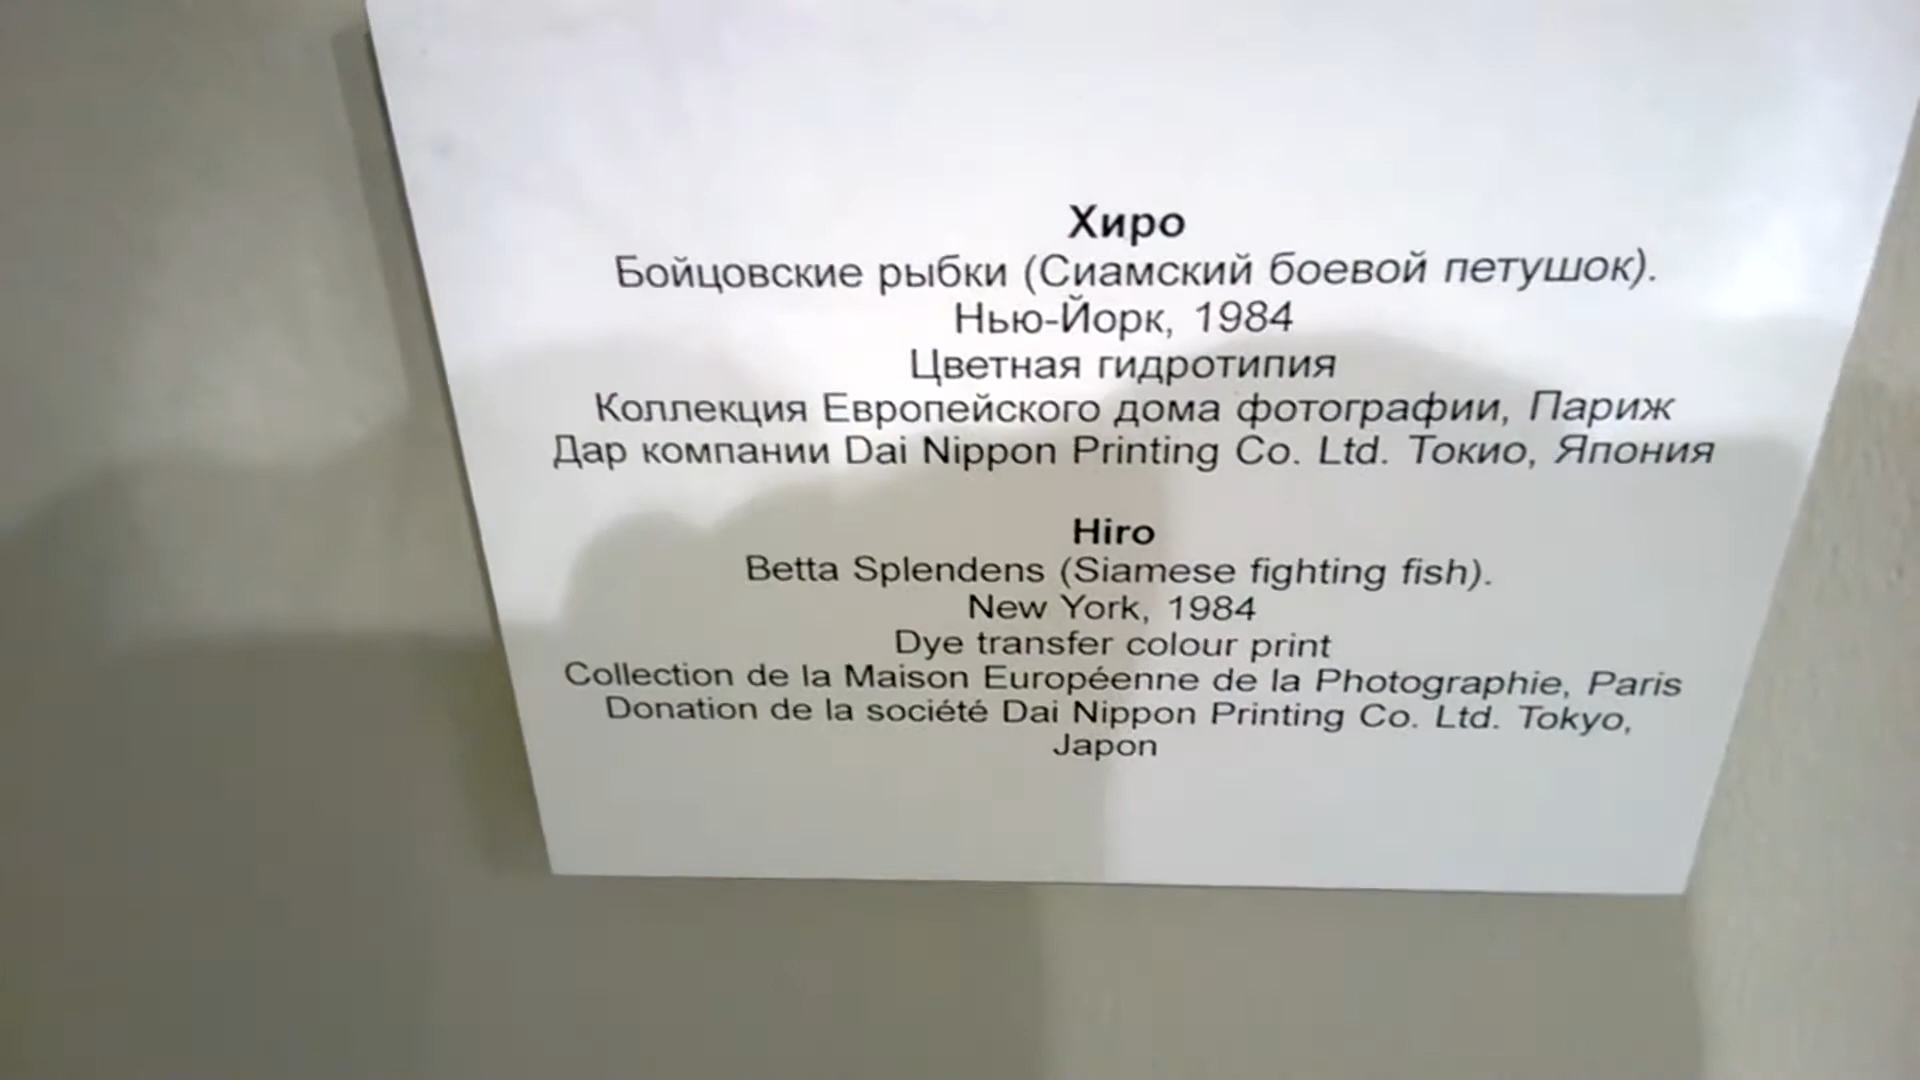 Хиро
Бойцовские рыбки (Сиамский боевой петушок).
Нью-Йорк, 1984
Цветная гидротипия
Коллекция Европейского дома фотографии, Париж
Дар компании Dai Nippon Printing Co. Ltd. Токио, Япония
Hiro
Betta Splendens (Siamese fighting fish).
New York, 1984
Dye transfer colour print
Collection de la Maison Européenne de la Photographie, Paris
Donation de la société Dai Nippon Printing Co. Ltd. Tokyo,
Japon